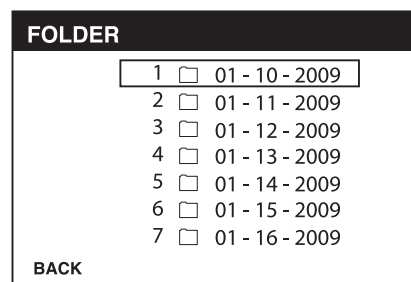 FOLDER
1 01 - 10 - 2009
2 01 - 11 - 2009
3 01 - 12 - 2009
4 01 - 13 - 2009
5 01 - 14 - 2009
6 01 - 15 - 2009
7 01 - 16 - 2009
BACK